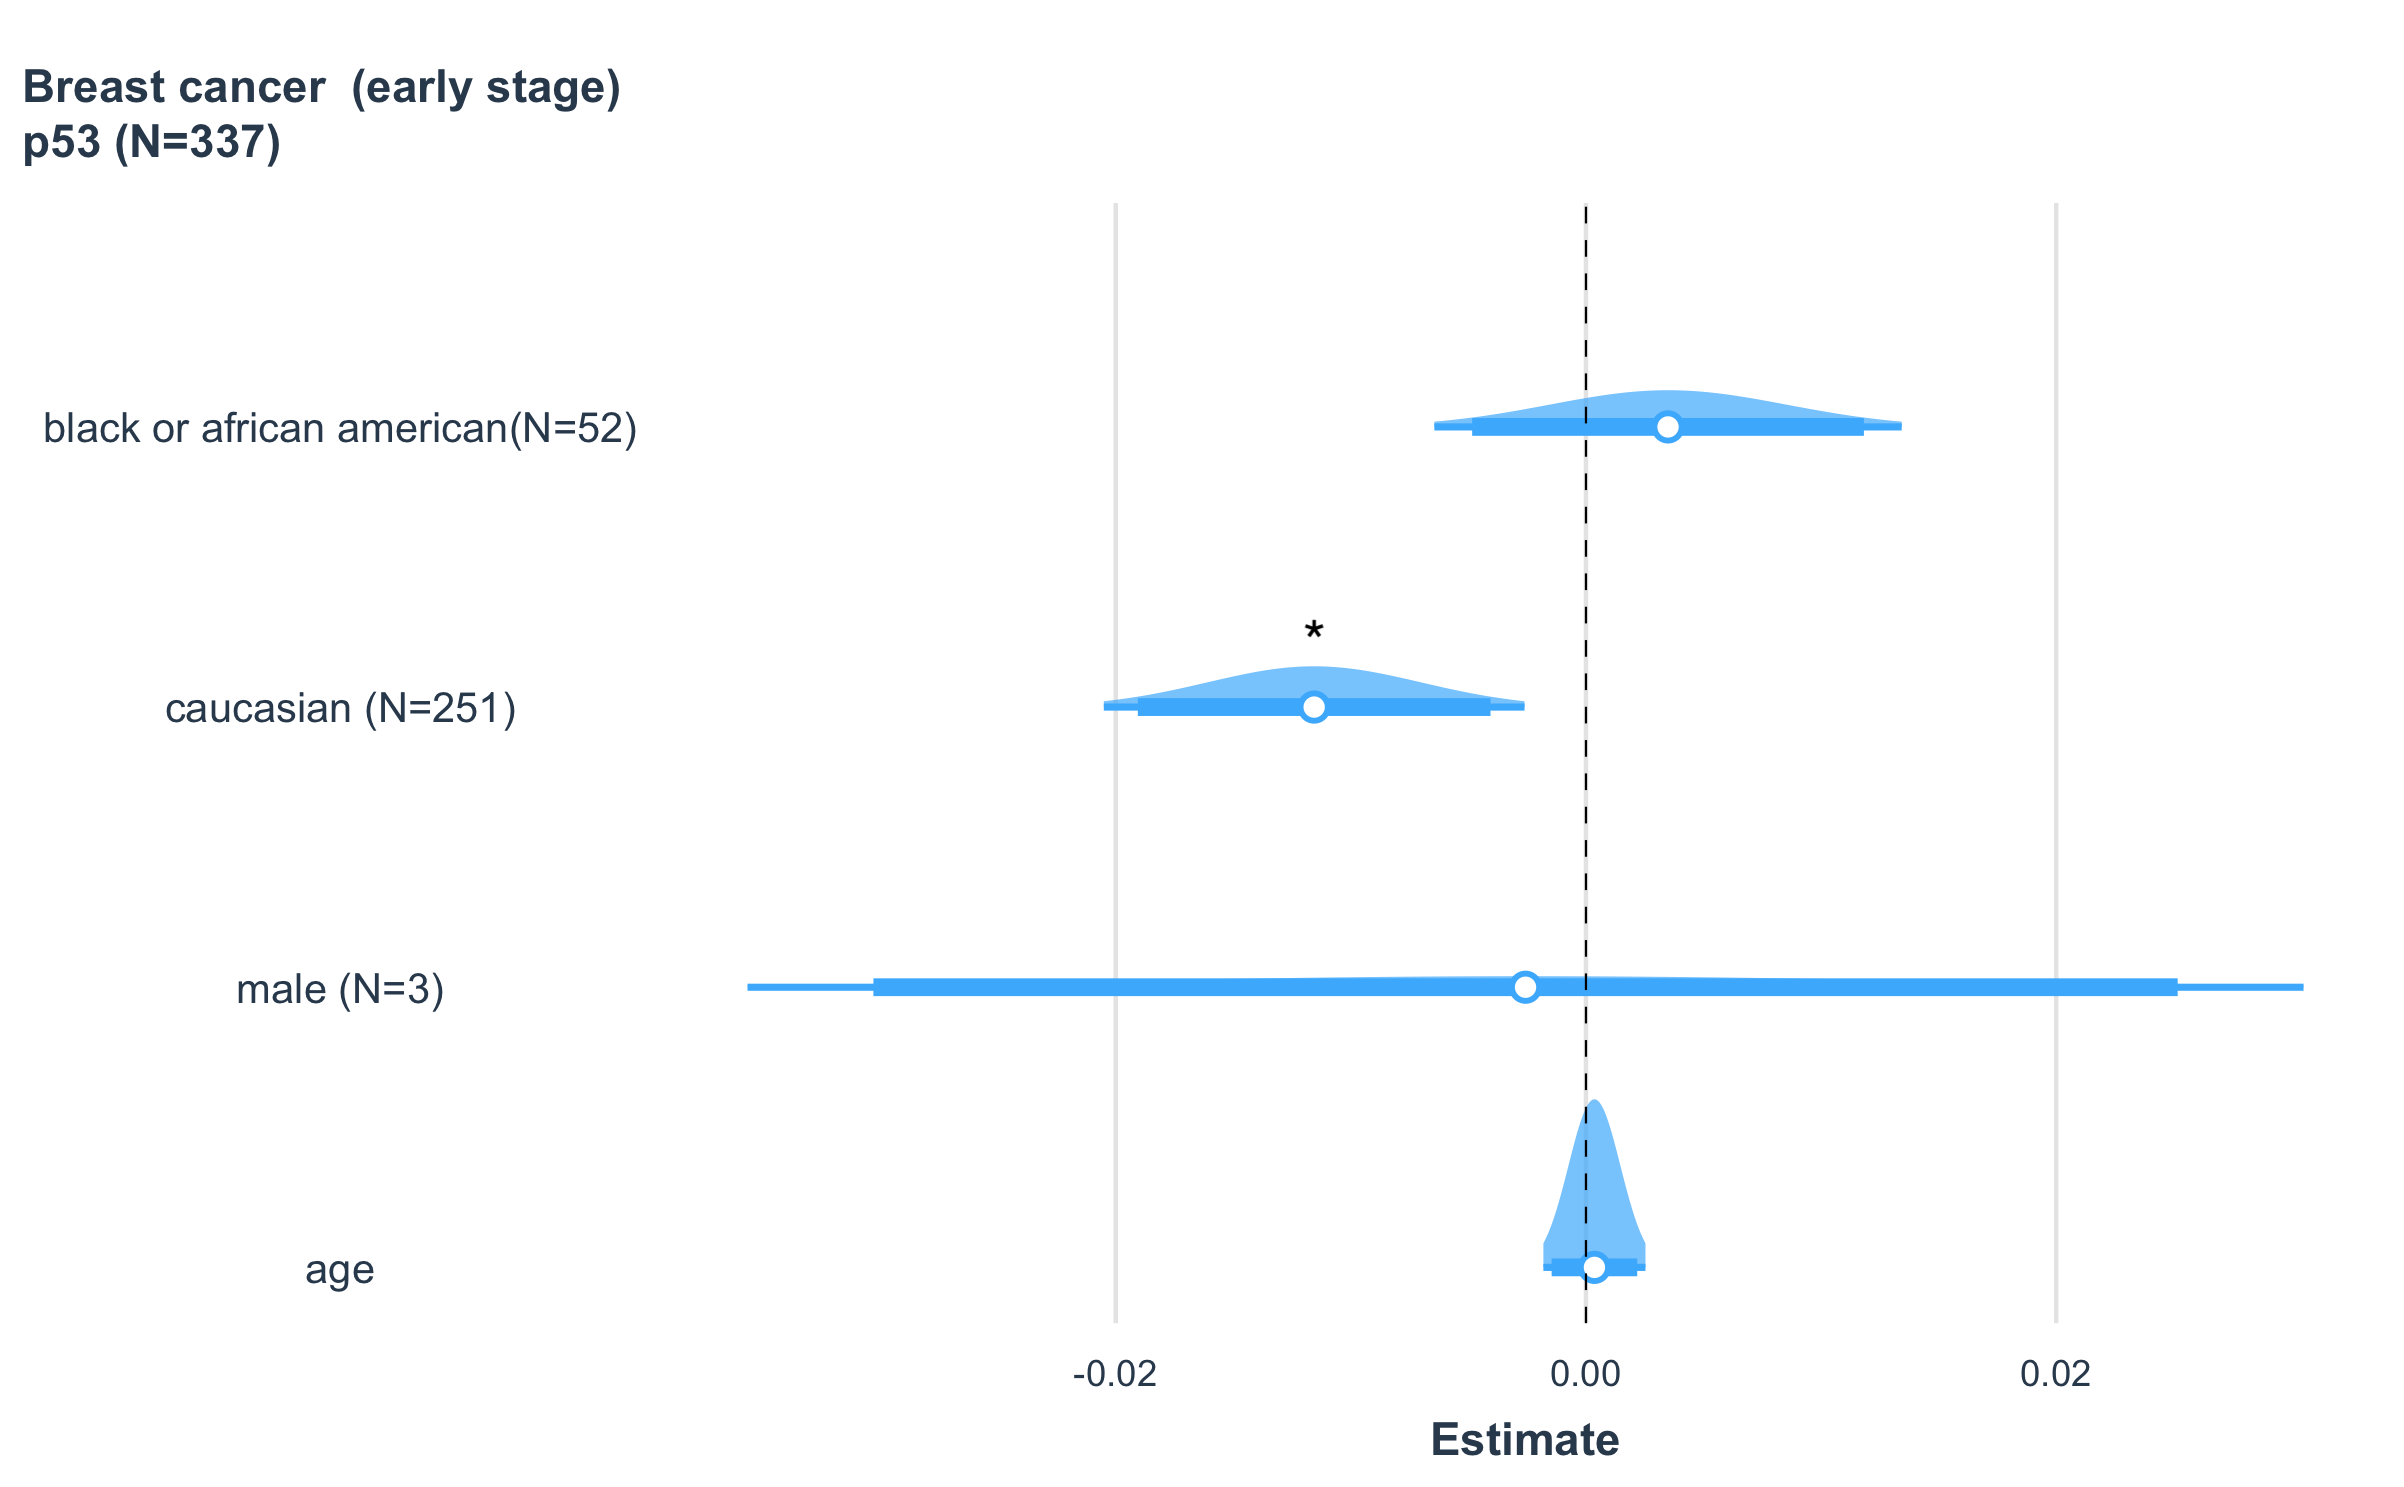 Breast cancer  (early stage)
p53 (N=337)
black or african american(N=52)
*
caucasian (N=251)
male (N=3)
age
-0.02 0.00 0.02
Estimate